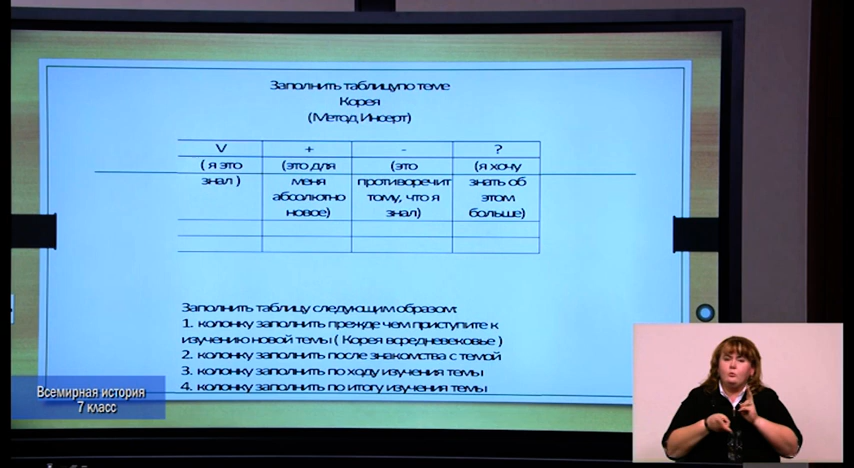 Заполнить таблицупо теме
Корея
(Метод Инсерт)
V + - ?
( я это (это для (это (я хочу
знал ) меня противоречит знать об
абсолютно тому, что я этом
новое) знал) больше)
Заполнить таблицу следующим образом:
1. колонку заполнить прежде чем приступите к
изучению новой темы ( Корея всредневековье )
2. колонку заполнить после знакомства с темой
3. колонку заполнить по ходу изучения темы
4. колонку заполнить по итогу изучения темы
Всемирная история
7 класс